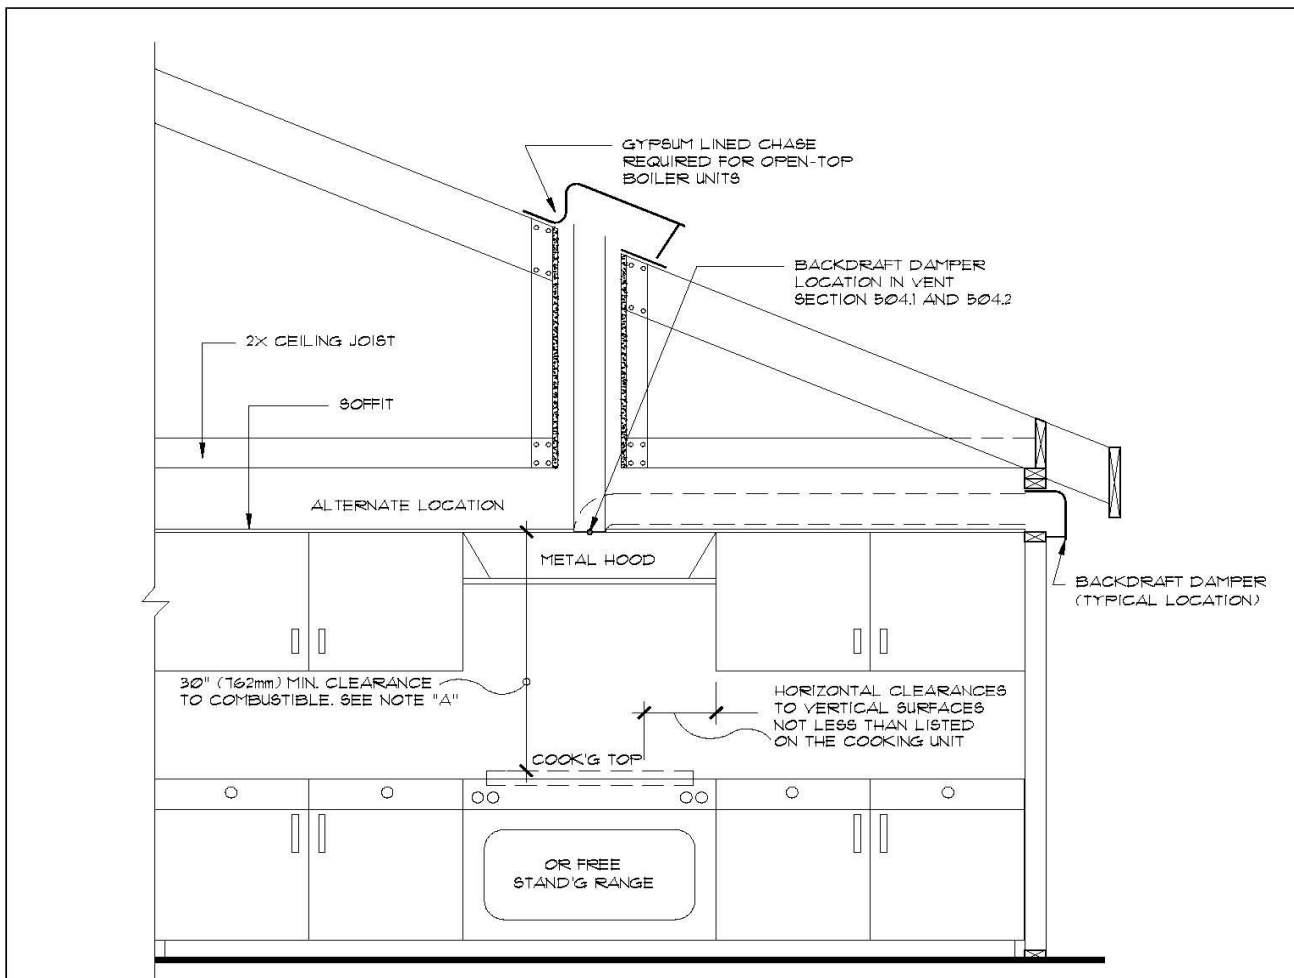 GYPSUM LINED CHASE
REQUIRED FOR OPEN-TOP
BOILER UNITS
BACKDRAFT DAMPER
LOCATION IN VENT
SECTION 504.1 AND 504.2
2X CEILING JOIST
SOFFIT
ALTERNATE LOCATION
METAL HOOD
BACKDRAFT DAMPER
(TYPICAL LOCATION)
30" (762mm) MIN. CLEARANCE
TO COMBUSTIBLE. SEE NOTE "A"
HORIZONTAL CLEARANCES
TO VERTICAL SURFACES
NOT LESS THAN LISTED
ON THE COOKING UNIT
COOK'G TOP
OR FREE
STAND'G RANGE